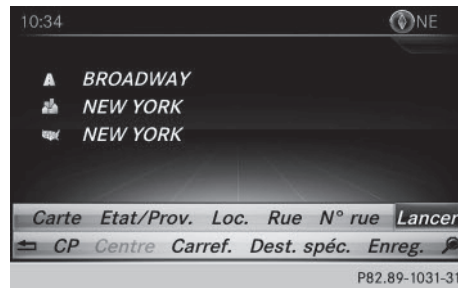 10:34 NE
BROADWAY
NEW YORK
NEW YORK
Carte Etat/Prov. Loc. Rue N° rue Lancer
CP Centre Carref. Dest. spéc. Enreg.
P82.89-1031-31